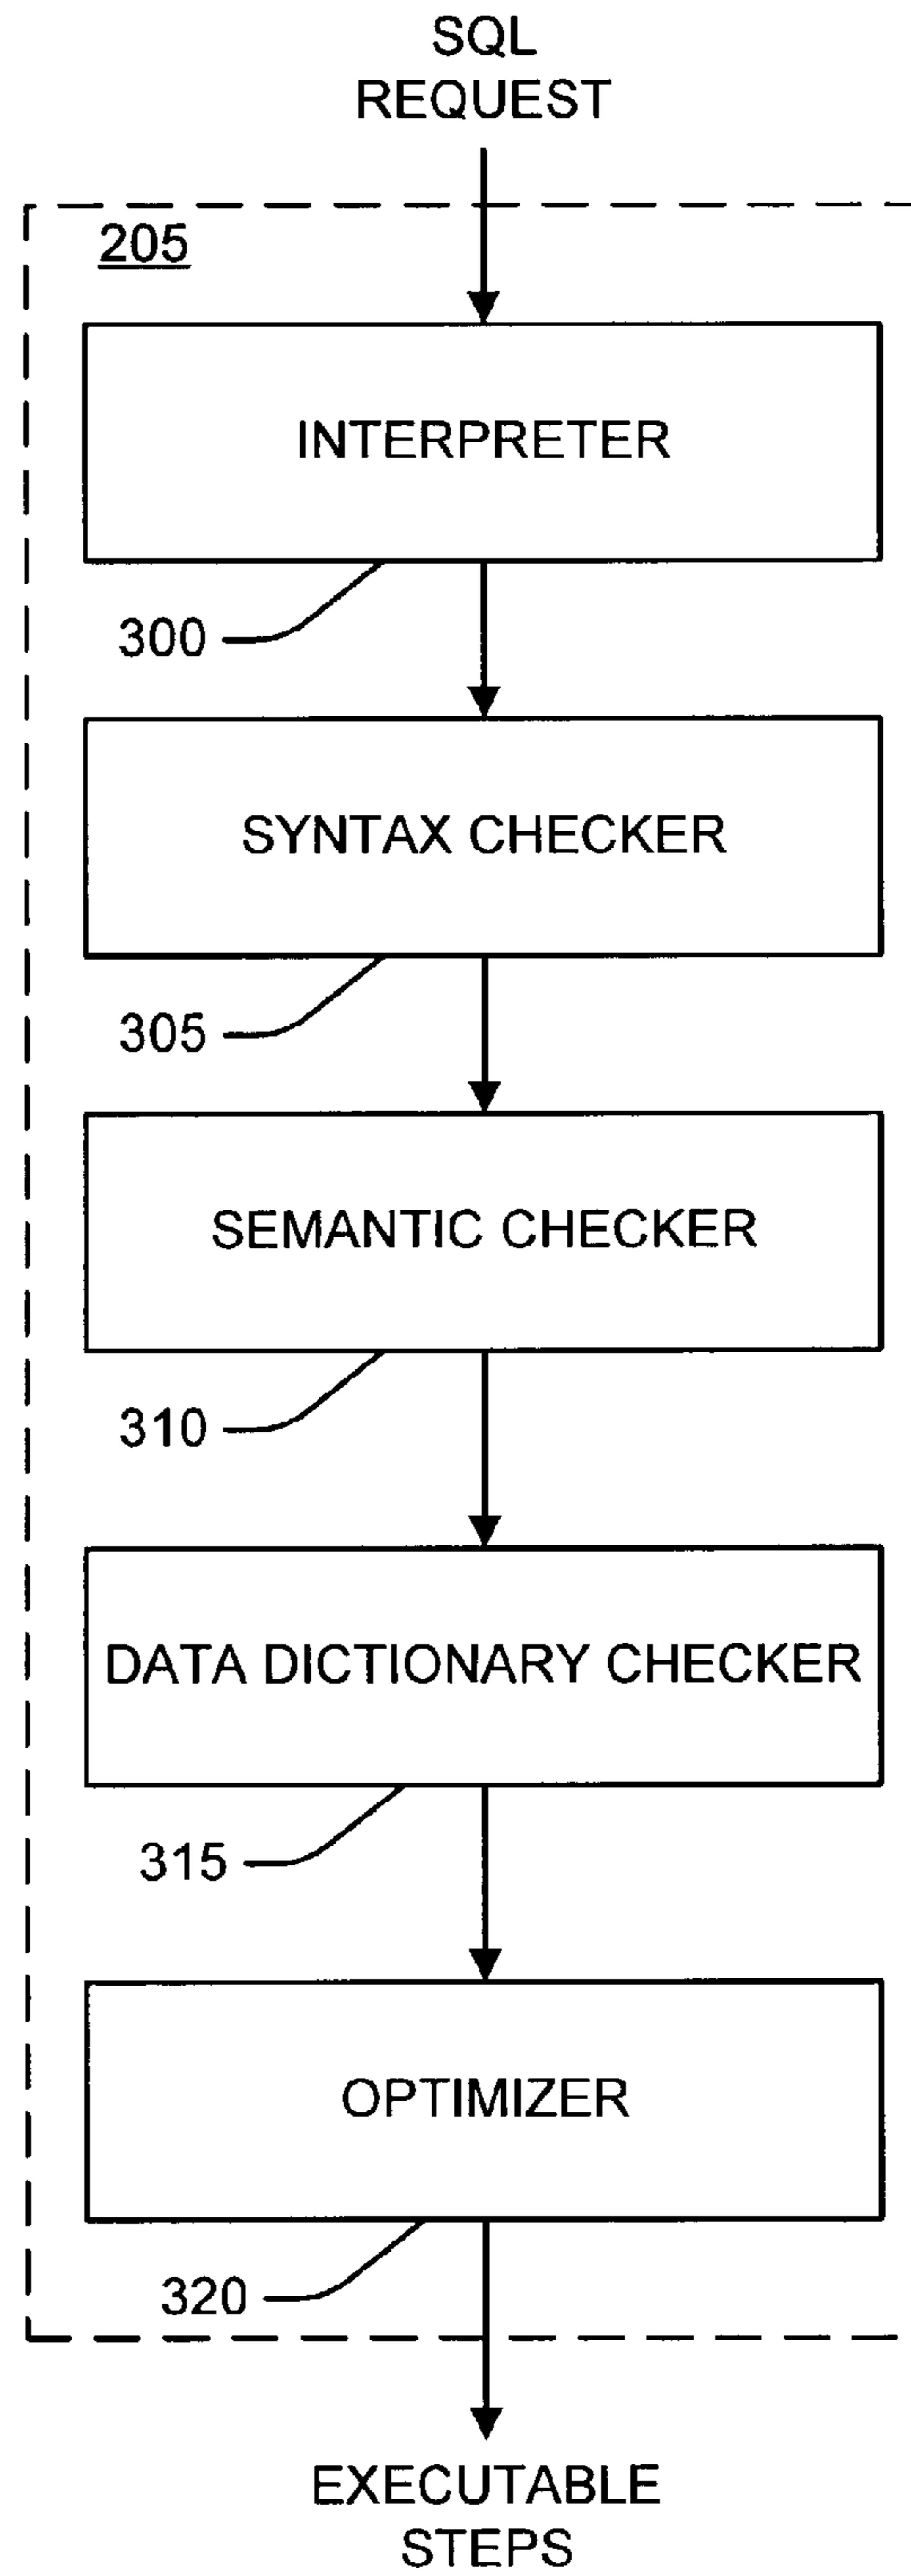 SQL
REQUEST
205
INTERPRETER
300
SYNTAX CHECKER
305
SEMANTIC CHECKER
310
DATA DICTIONARY CHECKER
315
OPTIMIZER
320
EXECUTABLE
STEPS